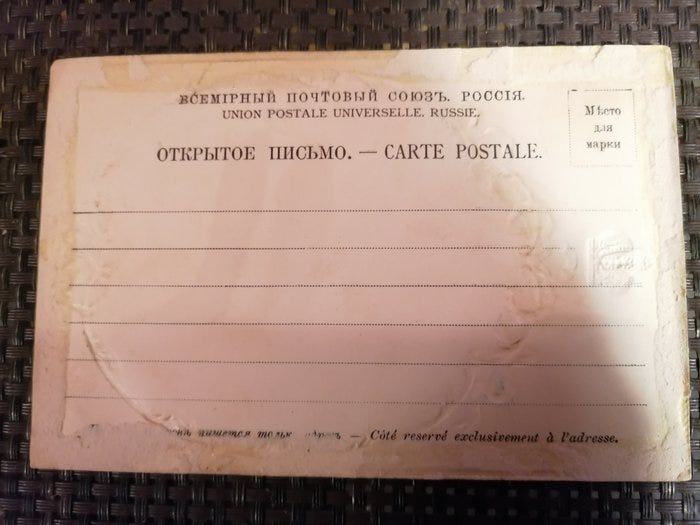 ВСЕМІРНЫЙ ПОЧТОВЫЙ СОЮЗЪ. РОССІЯ.
UNION POSTALE UNIVERSELLE. RUSSIE.
ОТКРЫТОЕ ПИСЬМО. — CARTE POSTALE.
Мѣсто
для
марки
пишется — Côté reservé exclusivement à l'adresse.